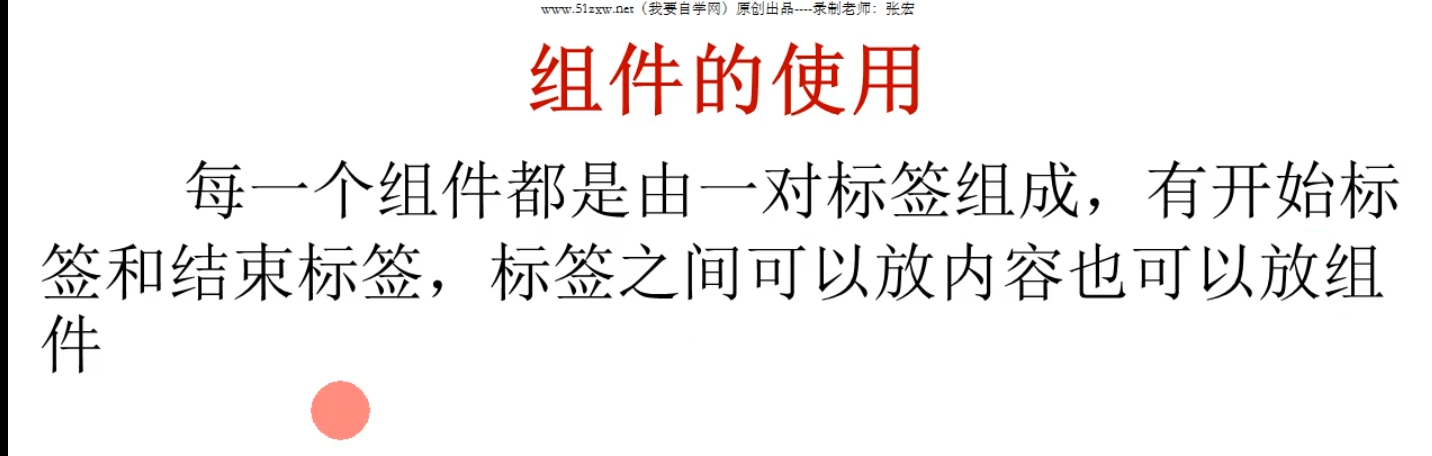 www.51zxw.net（我要自学网）原创出品----录制老师：张宏
组件的使用
每一个组件都是由一对标签组成，有开始标
签和结束标签，标签之间可以放内容也可以放组
件